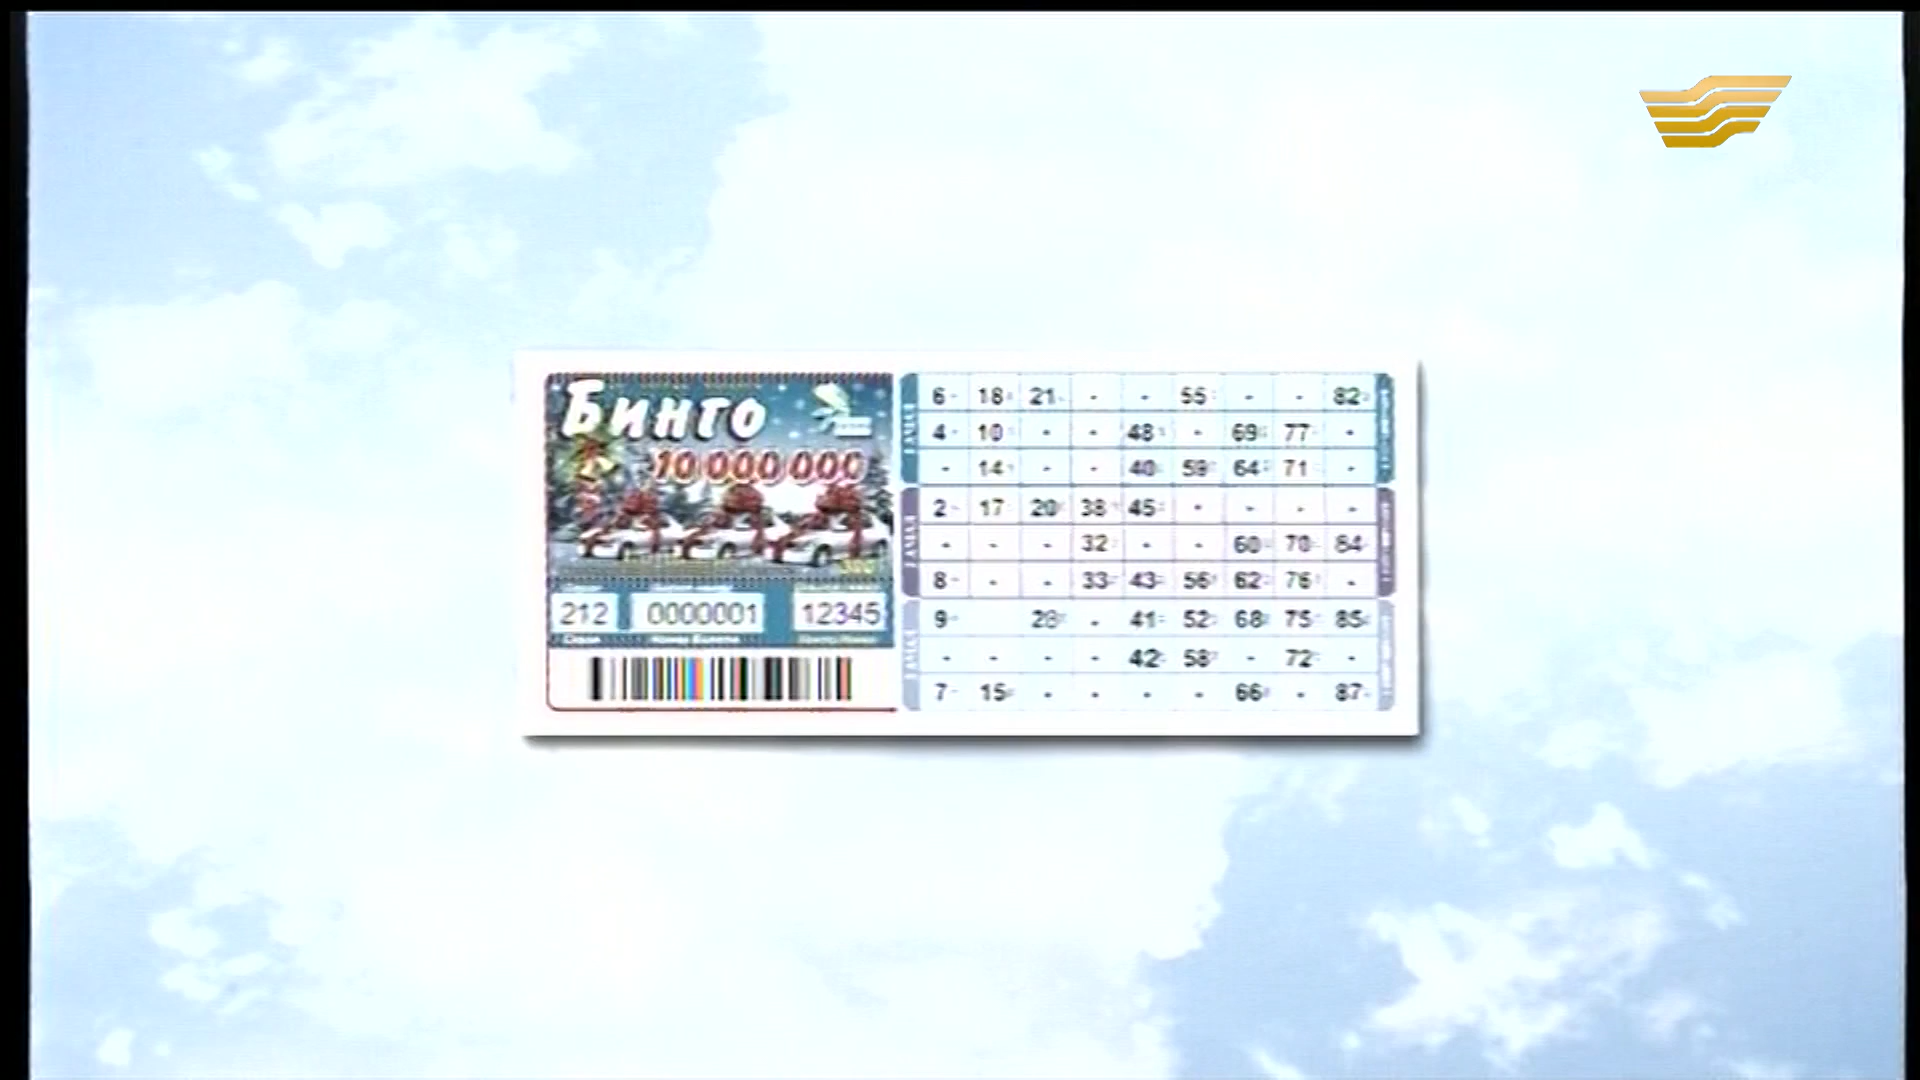 Бинго
10 000 000
212 0000001 12345
6 18 21 - - 55 - - 82
4 10 - - 48 - 69 77 -
- 14 - - 40 59 64 71 -
2 17 20 38 45 - - - -
- - - 32 - - 60 70 84
8 - - 33 43 56 62 76 -
9 28 - 41 52 68 75 85
- - - - 42 58 - 72 -
7 15 - - - - 66 - 87